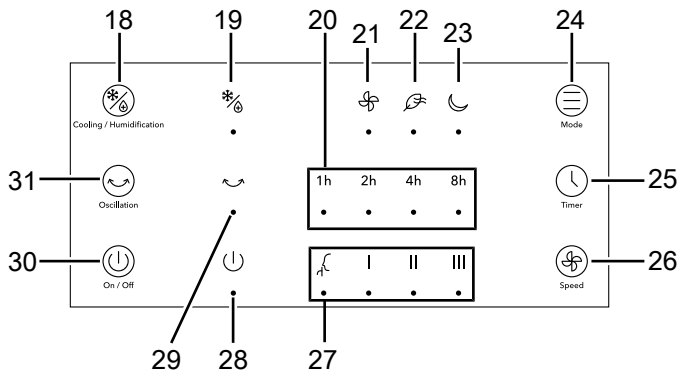 18 19 20 21 22 23 24
Cooling / Humidification
Mode
31 1h 2h 4h 8h 25
Oscillation
Timer
30 I II III 26
On / Off
Speed
29 28 27